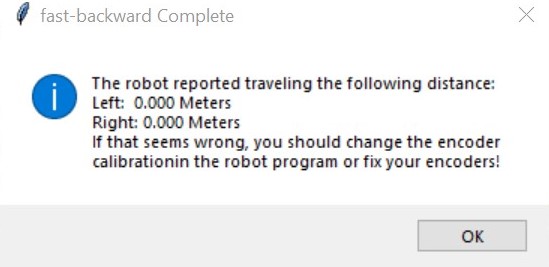 fast-backward Complete
The robot reported traveling the following distance:
Left:  0.000 Meters
Right: 0.000 Meters
If that seems wrong, you should change the encoder
calibrationin the robot program or fix your encoders!
OK